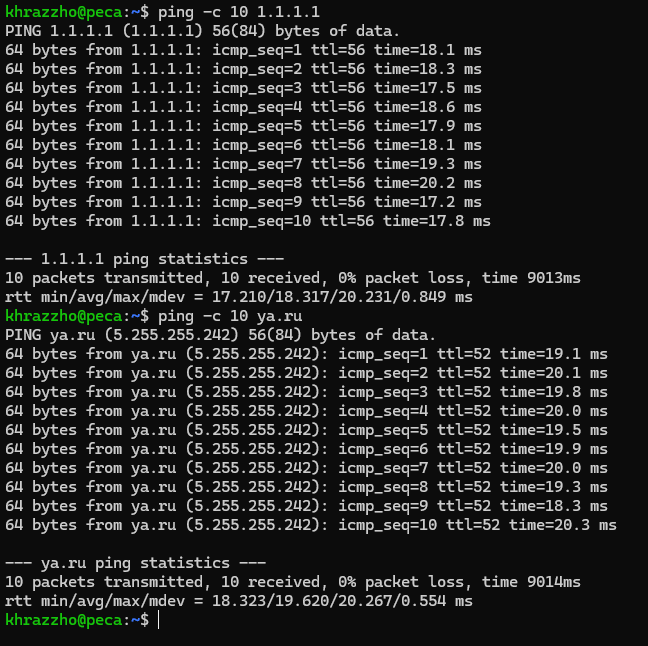 khrazzho@peca:~$ ping -c 10 1.1.1.1
PING 1.1.1.1 (1.1.1.1) 56(84) bytes of data.
64 bytes from 1.1.1.1: icmp_seq=1 ttl=56 time=18.1 ms
64 bytes from 1.1.1.1: icmp_seq=2 ttl=56 time=18.3 ms
64 bytes from 1.1.1.1: icmp_seq=3 ttl=56 time=17.5 ms
64 bytes from 1.1.1.1: icmp_seq=4 ttl=56 time=18.6 ms
64 bytes from 1.1.1.1: icmp_seq=5 ttl=56 time=17.9 ms
64 bytes from 1.1.1.1: icmp_seq=6 ttl=56 time=18.1 ms
64 bytes from 1.1.1.1: icmp_seq=7 ttl=56 time=19.3 ms
64 bytes from 1.1.1.1: icmp_seq=8 ttl=56 time=20.2 ms
64 bytes from 1.1.1.1: icmp_seq=9 ttl=56 time=17.2 ms
64 bytes from 1.1.1.1: icmp_seq=10 ttl=56 time=17.8 ms
--- 1.1.1.1 ping statistics ---
10 packets transmitted, 10 received, 0% packet loss, time 9013ms
rtt min/avg/max/mdev = 17.210/18.317/20.231/0.849 ms
khrazzho@peca:~$ ping -c 10 ya.ru
PING ya.ru (5.255.255.242) 56(84) bytes of data.
64 bytes from ya.ru (5.255.255.242): icmp_seq=1 ttl=52 time=19.1 ms
64 bytes from ya.ru (5.255.255.242): icmp_seq=2 ttl=52 time=20.1 ms
64 bytes from ya.ru (5.255.255.242): icmp_seq=3 ttl=52 time=19.8 ms
64 bytes from ya.ru (5.255.255.242): icmp_seq=4 ttl=52 time=20.0 ms
64 bytes from ya.ru (5.255.255.242): icmp_seq=5 ttl=52 time=19.5 ms
64 bytes from ya.ru (5.255.255.242): icmp_seq=6 ttl=52 time=19.9 ms
64 bytes from ya.ru (5.255.255.242): icmp_seq=7 ttl=52 time=20.0 ms
64 bytes from ya.ru (5.255.255.242): icmp_seq=8 ttl=52 time=19.3 ms
64 bytes from ya.ru (5.255.255.242): icmp_seq=9 ttl=52 time=18.3 ms
64 bytes from ya.ru (5.255.255.242): icmp_seq=10 ttl=52 time=20.3 ms
--- ya.ru ping statistics ---
10 packets transmitted, 10 received, 0% packet loss, time 9014ms
rtt min/avg/max/mdev = 18.323/19.620/20.267/0.554 ms
khrazzho@peca:~$